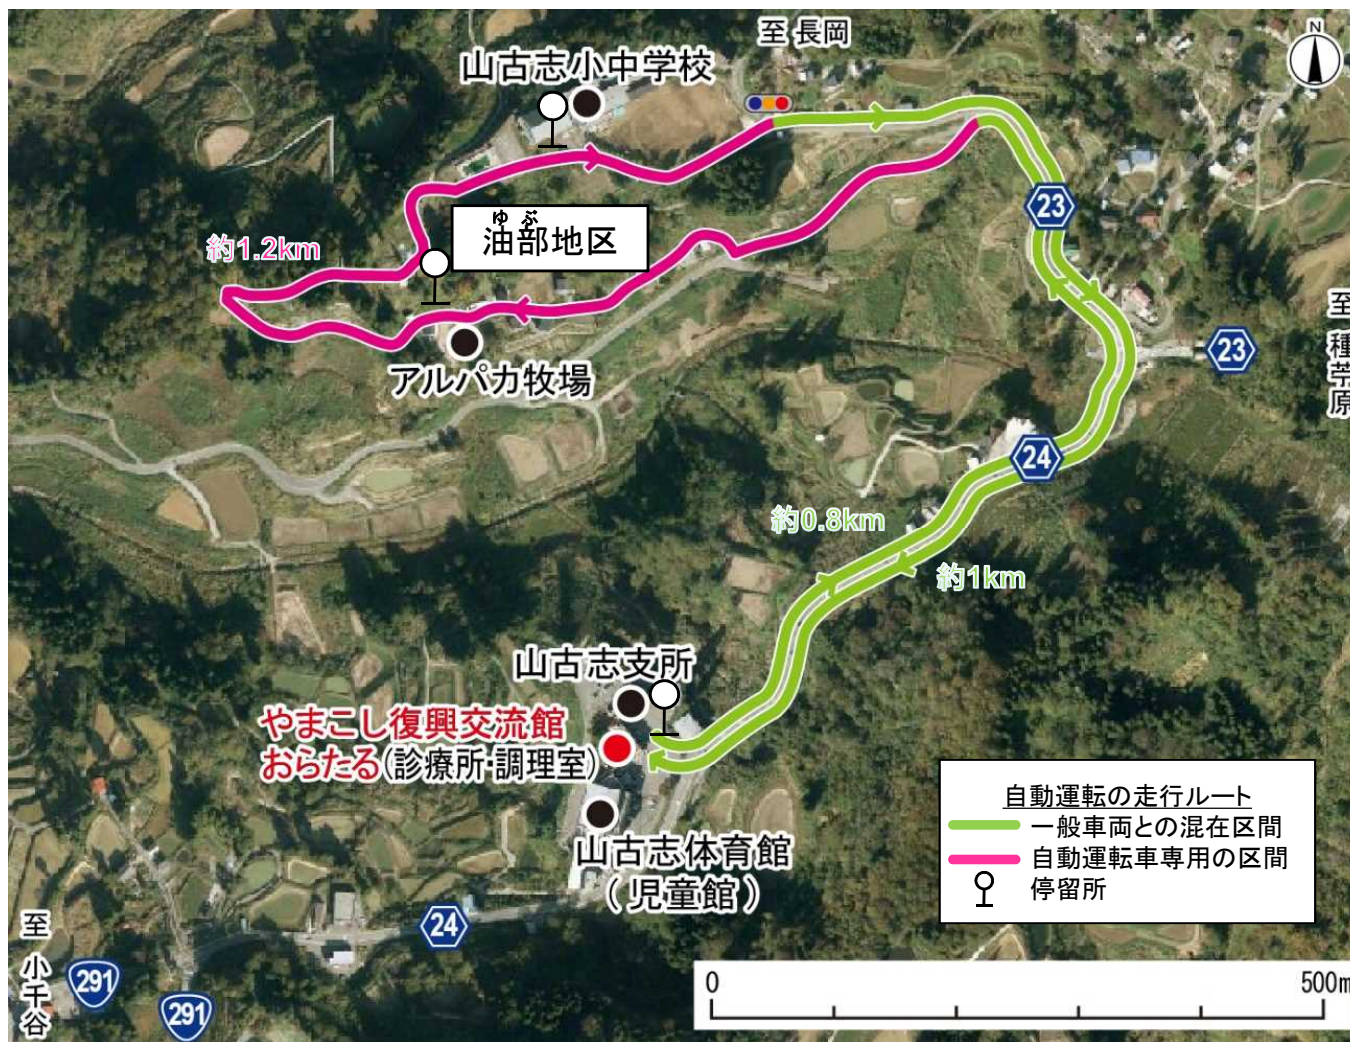 至 長岡
N
山古志小中学校
23
ゆぶ
油部地区
約1.2km
至 種苧原
23
アルパカ牧場
24
約0.8km
約1km
山古志支所
やまこし復興交流館
おらたる(診療所・調理室)
山古志体育館
(児童館)
自動運転の走行ルート
一般車両との混在区間
自動運転車専用の区間
停留所
24
至 小千谷
291
291
0 500m